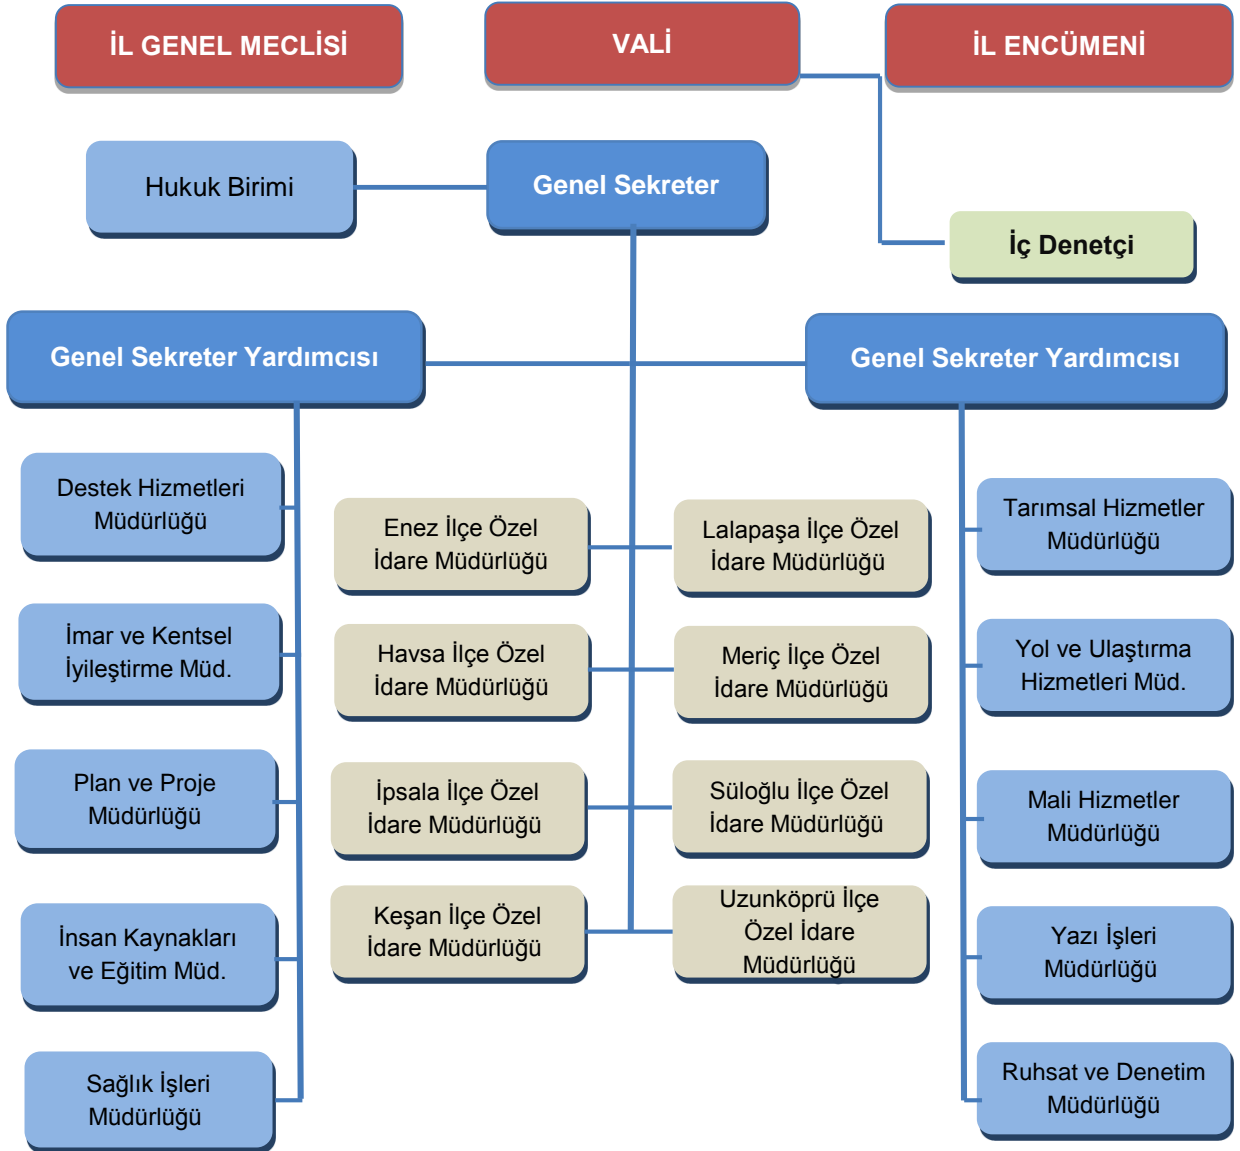 İL GENEL MECLİSİ
VALİ
İL ENCÜMENİ
Hukuk Birimi
Genel Sekreter
İç Denetçi
Genel Sekreter Yardımcısı
Genel Sekreter Yardımcısı
Destek Hizmetleri
Müdürlüğü
İmar ve Kentsel
İyileştirme Müd.
Plan ve Proje
Müdürlüğü
İnsan Kaynakları
ve Eğitim Müd.
Sağlık İşleri
Müdürlüğü
Enez İlçe Özel
İdare Müdürlüğü
Havsa İlçe Özel
İdare Müdürlüğü
İpsala İlçe Özel
İdare Müdürlüğü
Keşan İlçe Özel
İdare Müdürlüğü
Lalapaşa İlçe Özel
İdare Müdürlüğü
Meriç İlçe Özel
İdare Müdürlüğü
Süloğlu İlçe Özel
İdare Müdürlüğü
Uzunköprü İlçe
Özel İdare
Müdürlüğü
Tarımsal Hizmetler
Müdürlüğü
Yol ve Ulaştırma
Hizmetleri Müd.
Mali Hizmetler
Müdürlüğü
Yazı İşleri
Müdürlüğü
Ruhsat ve Denetim
Müdürlüğü